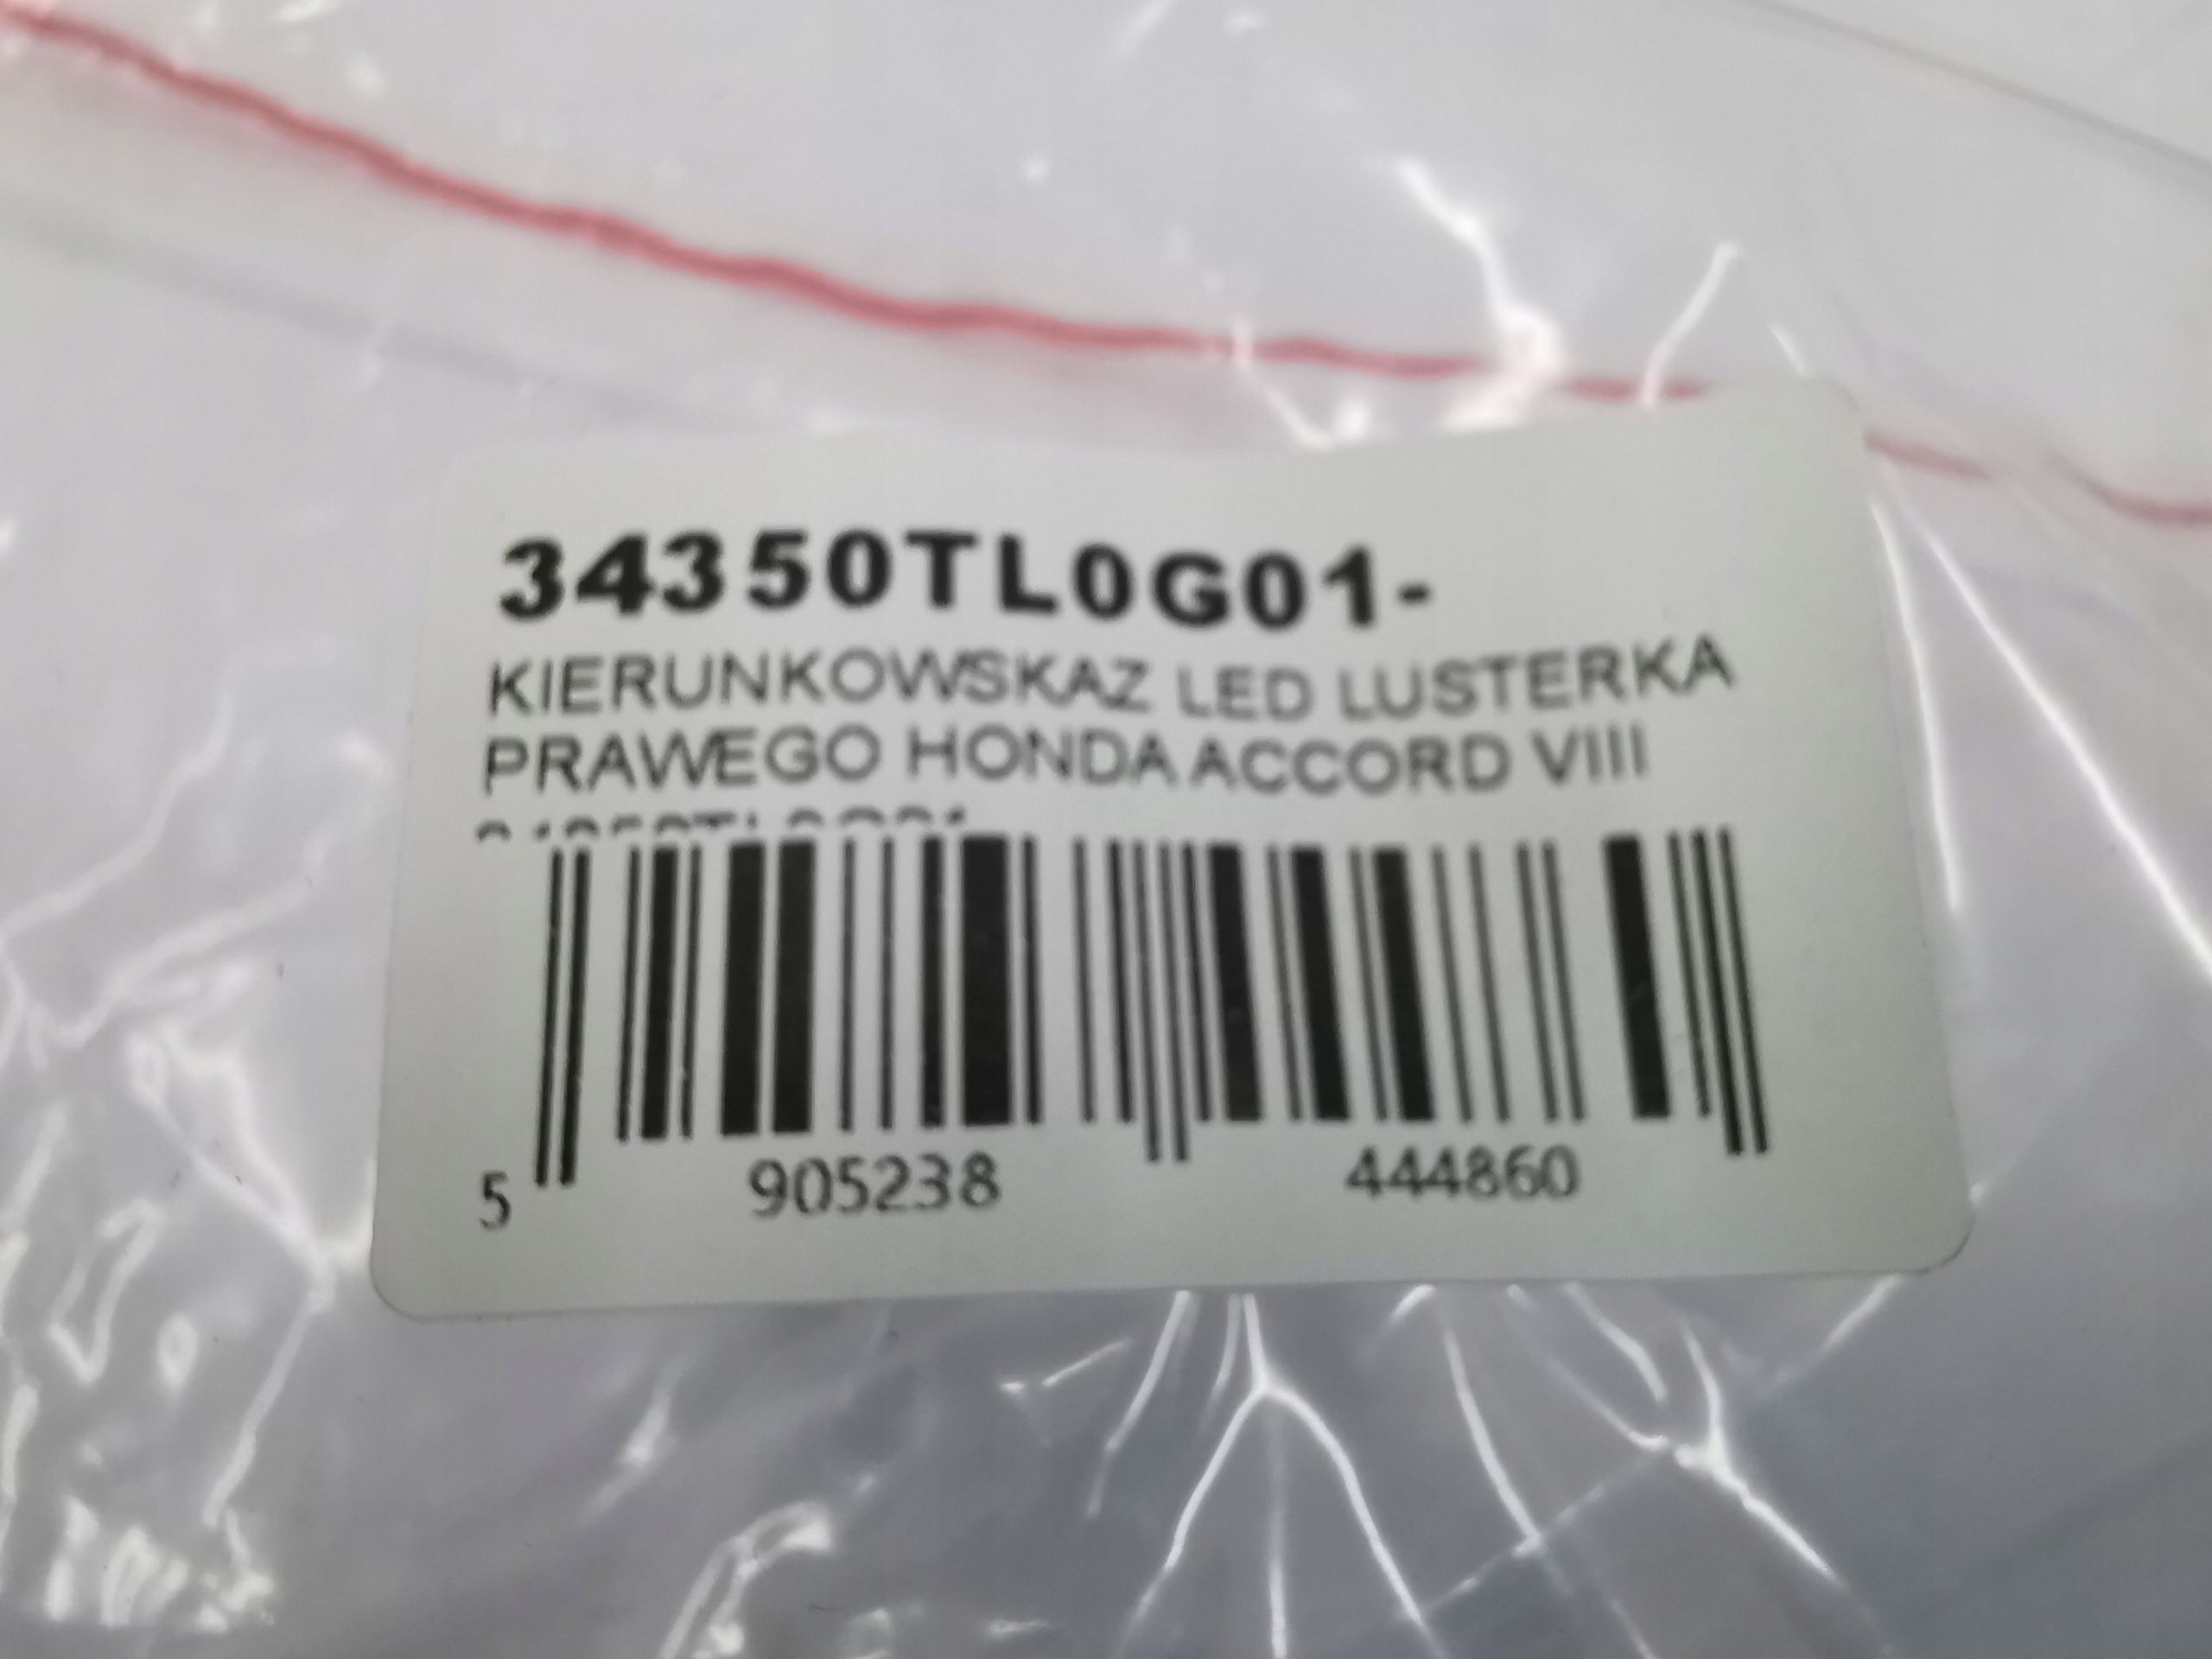 34350TL0G01-
KIERUNKOWSKAZ LED LUSTERKA
PRAWEGO HONDA ACCORD VIII
5 905238 444860